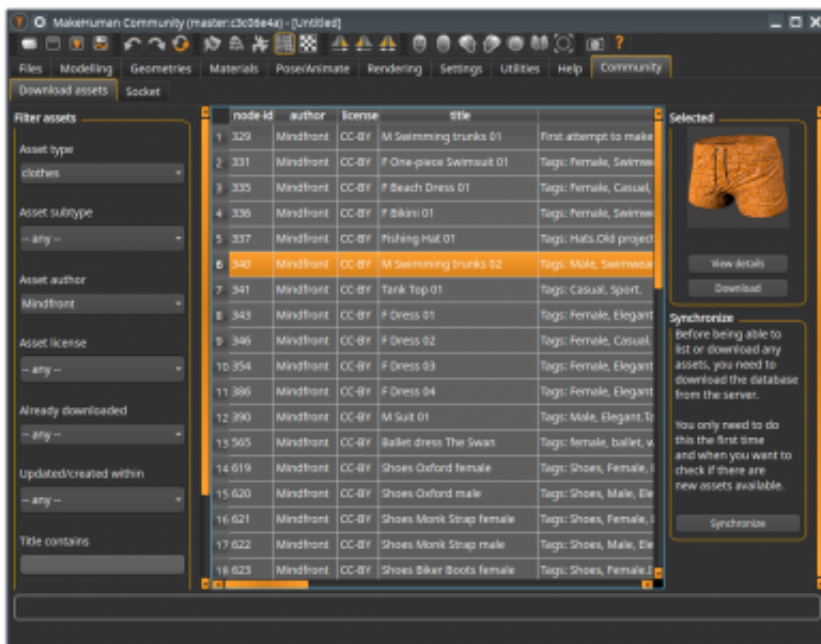 MakeHuman Community (master:c3c06e4a) - [Untitled]
Files Modelling Geometries Materials Pose/Animate Rendering Settings Utilities Help Community
Download assets Socket
Filter assets
Asset type
clothes
Asset subtype
-- any --
Asset author
Mindfront
Asset license
-- any --
Already downloaded
-- any --
Updated/created within
-- any --
Title contains
node-id author license title
1 329 Mindfront CC-BY M Swimming trunks 01 First attempt to make
2 331 Mindfront CC-BY F One-piece Swimsuit 01 Tags: Female, Swimwe
3 335 Mindfront CC-BY F Beach Dress 01 Tags: Female, Casual,
4 336 Mindfront CC-BY F Bikini 01 Tags: Female, Swimwe
5 337 Mindfront CC-BY Fishing Hat 01 Tags: Hats.Old project
6 340 Mindfront CC-BY M Swimming trunks 02 Tags: Male, Swimwear
7 341 Mindfront CC-BY Tank Top 01 Tags: Casual, Sport.
8 343 Mindfront CC-BY F Dress 01 Tags: Female, Elegant
9 346 Mindfront CC-BY F Dress 02 Tags: Female, Casual
10 354 Mindfront CC-BY F Dress 03 Tags: Female, Elegant
11 386 Mindfront CC-BY F Dress 04 Tags: Female, Elegant
12 390 Mindfront CC-BY M Suit 01 Tags: Male, Elegant.
13 565 Mindfront CC-BY Ballet dress The Swan Tags: female, ballet, w
14 619 Mindfront CC-BY Shoes Oxford female Tags: Shoes, Female,
15 620 Mindfront CC-BY Shoes Oxford male Tags: Shoes, Male, Ele
16 621 Mindfront CC-BY Shoes Monk Strap female Tags: Shoes, Female,
17 622 Mindfront CC-BY Shoes Monk Strap male Tags: Shoes, Male, Ele
18 623 Mindfront CC-BY Shoes Biker Boots female Tags: Shoes, Female.
Selected
View details
Download
Synchronize
Before being able to
list or download any
assets, you need to
download the database
from the server.
You only need to do
this the first time
and when you want to
check if there are
new assets available.
Synchronize